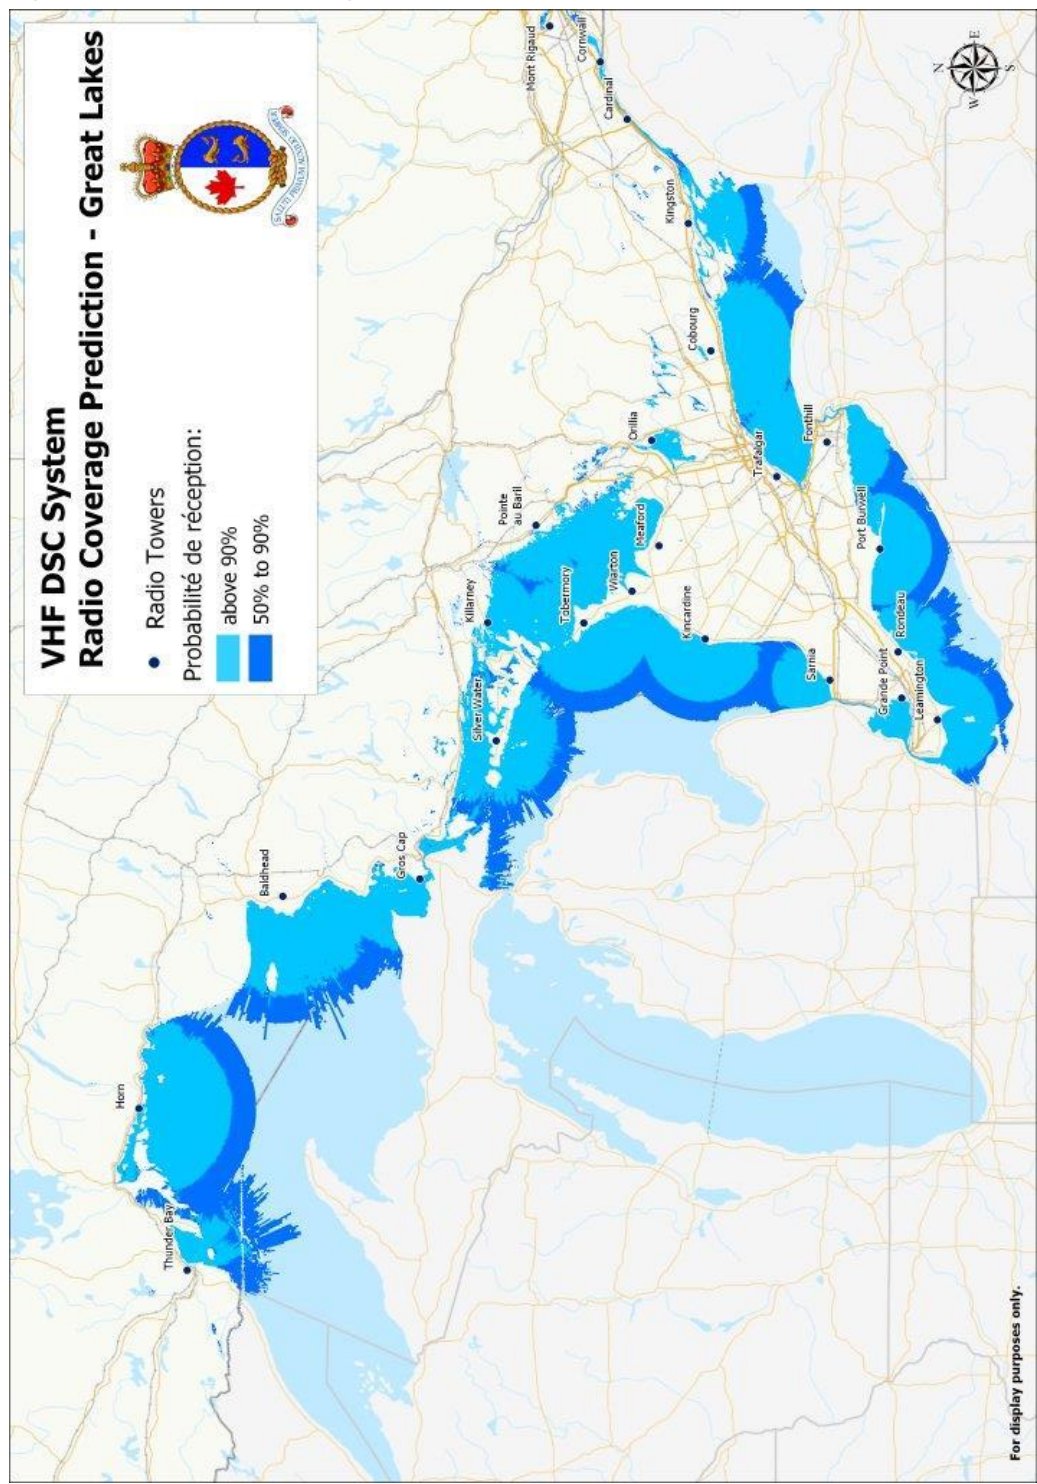 VHF DSC System
Radio Coverage Prediction - Great Lakes
Radio Towers
Probabilité de réception:
above 90%
50% to 90%
Mont Rigaud
Cornwall
Cardinal
Kingston
Cobourg
Orillia
Trafalgar
Fonthill
Pointe
au Baril
Meaford
Wiarton
Port Burwell
Killarney
Tobermory
Kincardine
Rondeau
Silver Water
Sarnia
Grande Point
Leamington
Baldhead
Gros Cap
Horn
Thunder Bay
N
E
S
W
For display purposes only.